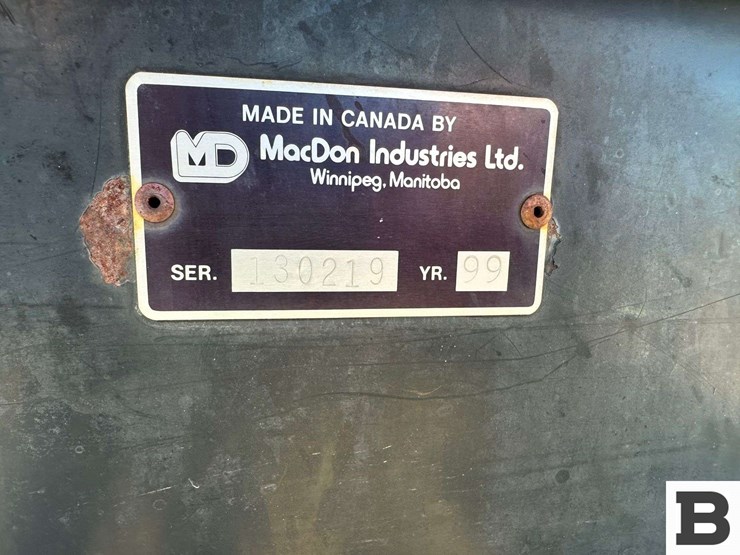 MADE IN CANADA BY
MD MacDon Industries Ltd.
Winnipeg, Manitoba
SER. 130219 YR. 99
B